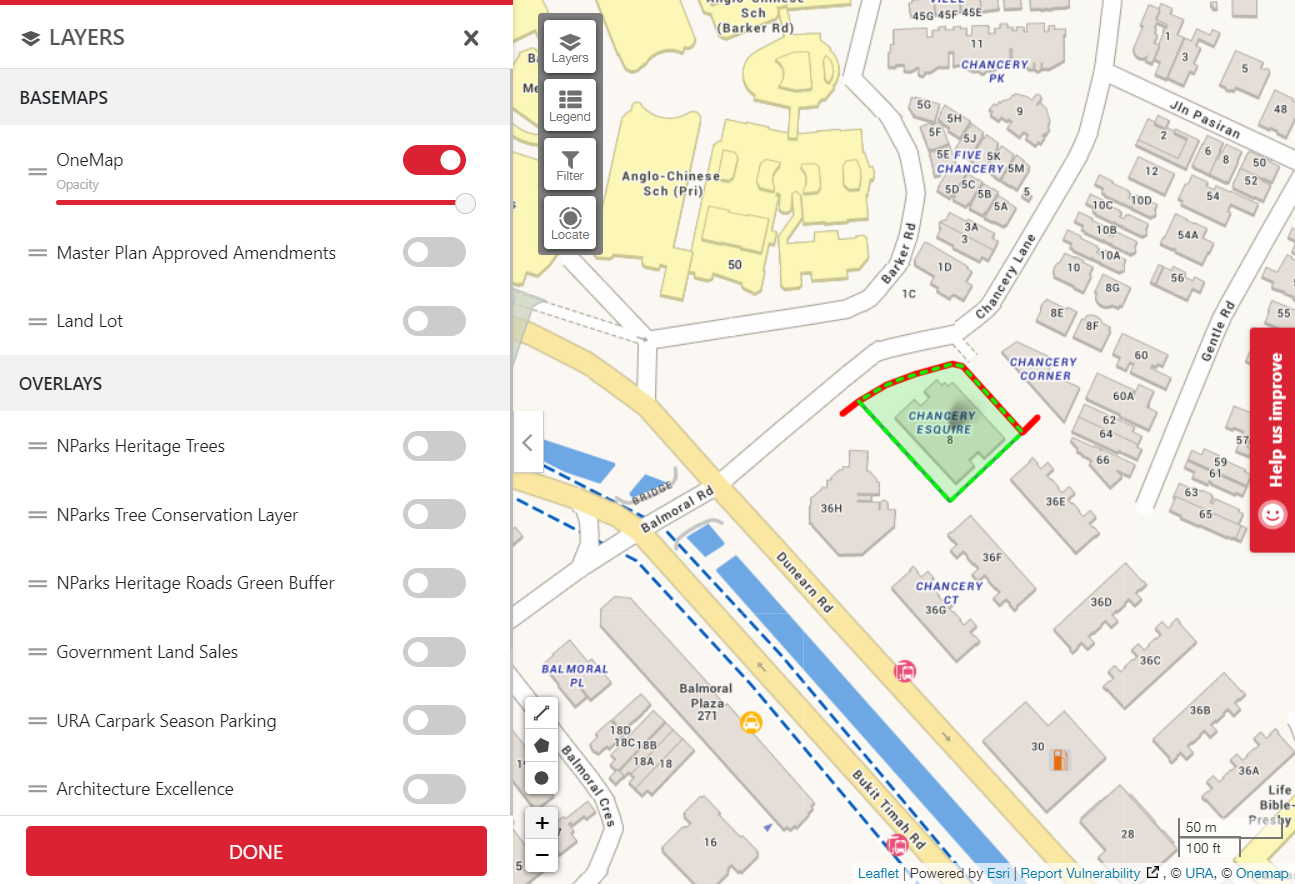 LAYERS
BASEMAPS
OneMap
Opacity
Master Plan Approved Amendments
Land Lot
OVERLAYS
NParks Heritage Trees
NParks Tree Conservation Layer
NParks Heritage Roads Green Buffer
Government Land Sales
URA Carpark Season Parking
Architecture Excellence
DONE
Layers
Legend
Filter
Locate
Anglo-Chinese
Sch
(Barker Rd)
Anglo-Chinese
Sch (Pri)
50
VILLE
45G 45F 45E
11
CHANCERY
PK
1
3
5
48
Jln Pasiran
5G
5H
9
5F
5J
5E FIVE 5K
CHANCERY 5M
5D
5C
5B
5
5A
3A
3
1D
1C
Barker Rd
Chancery Lane
2
6
8
50
52
12
54
10C
10D
10B
54A
10A
10
56
8G
8E
8F
55
Gentle Rd
CHANCERY
CORNER
60
60A
62
64
66
57
59
61
63
65
CHANCERY
ESQUIRE
8
36H
36E
36F
CHANCERY
CT
36G
36D
36C
36B
36A
BRIDGE
Balmoral Rd
Dunearn Rd
BALMORAL
PL
Balmoral
Plaza
271
18D
18C
18B
18A
18
Balmoral Cres
Bukit Timah Rd
16
30
28
Life
Bible-
Presby
Help us improve
+
−
50 m
100 ft
Leaflet | Powered by Esri | Report Vulnerability , © URA, © Onemap